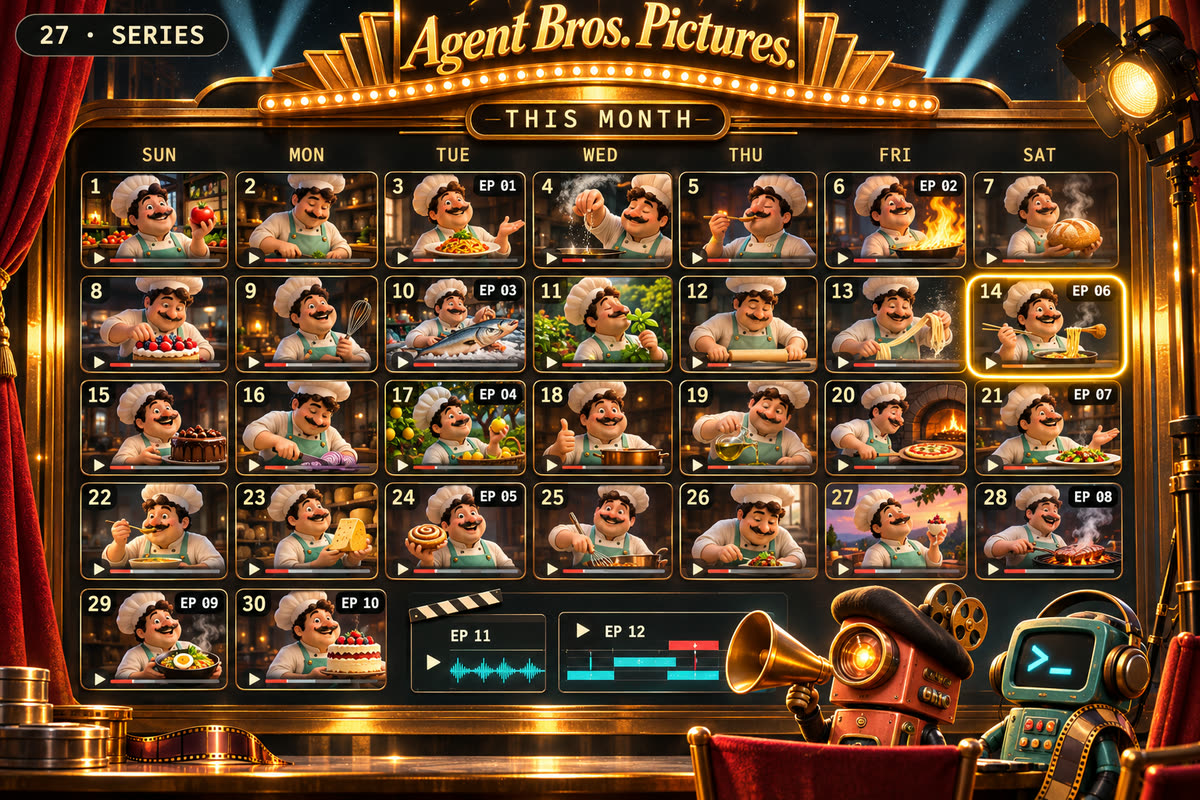 27 · SERIES
Agent Bros. Pictures.
THIS MONTH
SUN MON TUE WED THU FRI SAT
1 2 3 EP 01 4 5 6 EP 02 7
8 9 10 EP 03 11 12 13 14 EP 06
15 16 17 EP 04 18 19 20 21 EP 07
22 23 24 EP 05 25 26 27 28 EP 08
29 EP 09 30 EP 10
EP 11
EP 12
>_